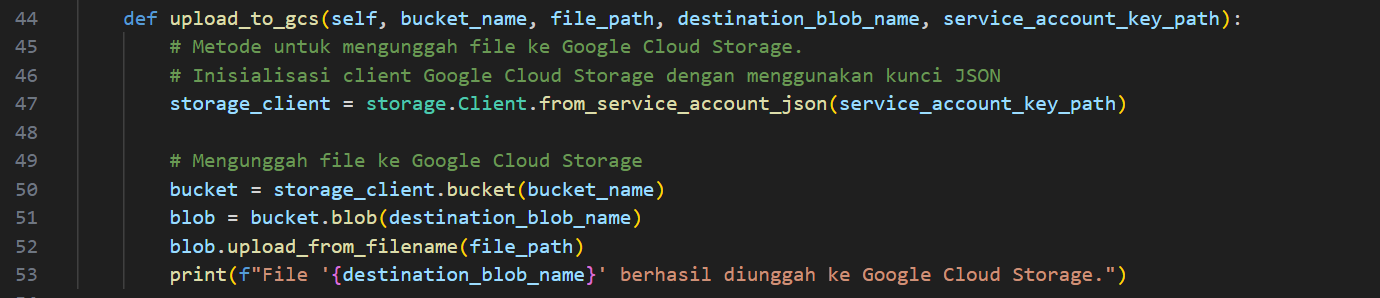 44 def upload_to_gcs(self, bucket_name, file_path, destination_blob_name, service_account_key_path):
45 # Metode untuk mengunggah file ke Google Cloud Storage.
46 # Inisialisasi client Google Cloud Storage dengan menggunakan kunci JSON
47 storage_client = storage.Client.from_service_account_json(service_account_key_path)
48
49 # Mengunggah file ke Google Cloud Storage
50 bucket = storage_client.bucket(bucket_name)
51 blob = bucket.blob(destination_blob_name)
52 blob.upload_from_filename(file_path)
53 print(f"File '{destination_blob_name}' berhasil diunggah ke Google Cloud Storage.")